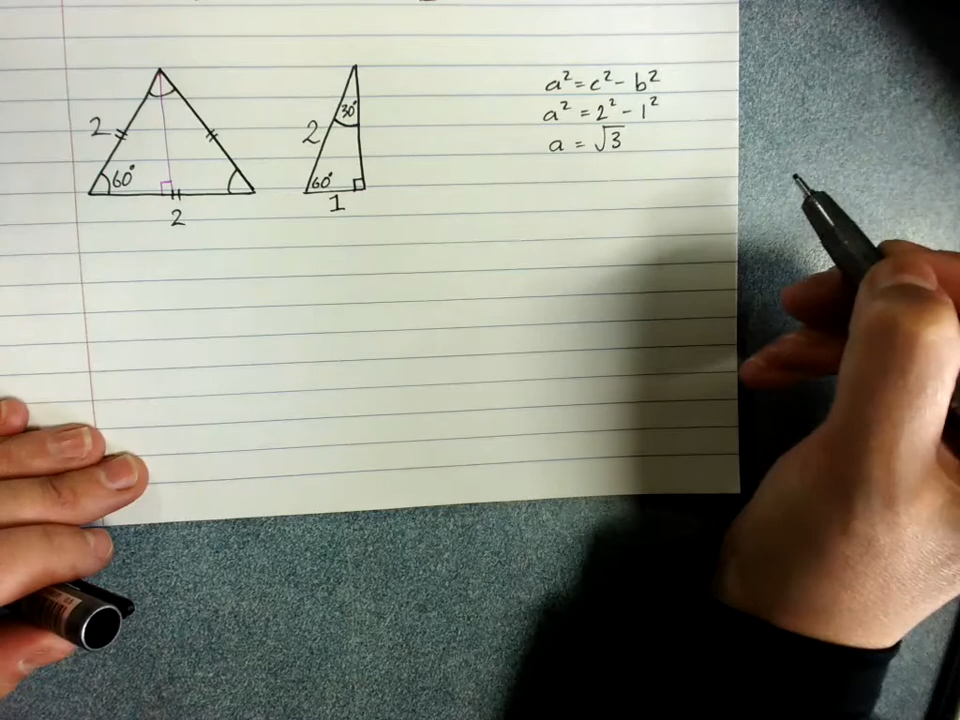 2
60°
2
2
30°
60°
1
a² = c² - b²
a² = 2² - 1²
a = √3